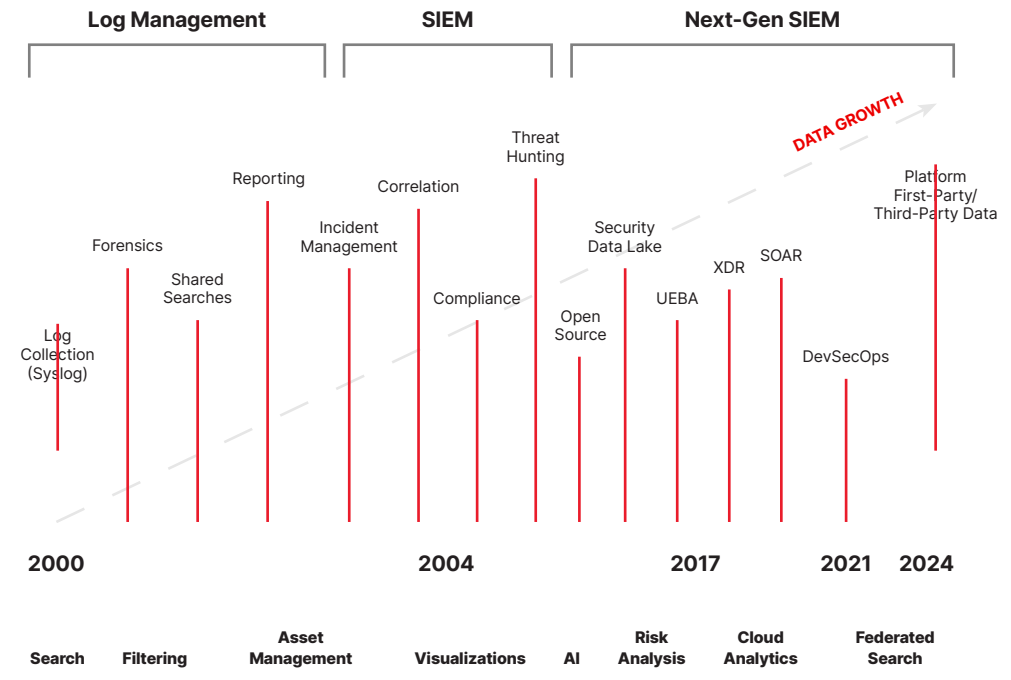 Log Management
SIEM
Next-Gen SIEM
DATA GROWTH
Log
Collection
(Syslog)
Forensics
Shared
Searches
Reporting
Incident
Management
Correlation
Compliance
Threat
Hunting
Open
Source
Security
Data Lake
UEBA
XDR
SOAR
DevSecOps
Platform
First-Party/
Third-Party Data
2000
2004
2017
2021
2024
Search
Filtering
Asset
Management
Visualizations
AI
Risk
Analysis
Cloud
Analytics
Federated
Search